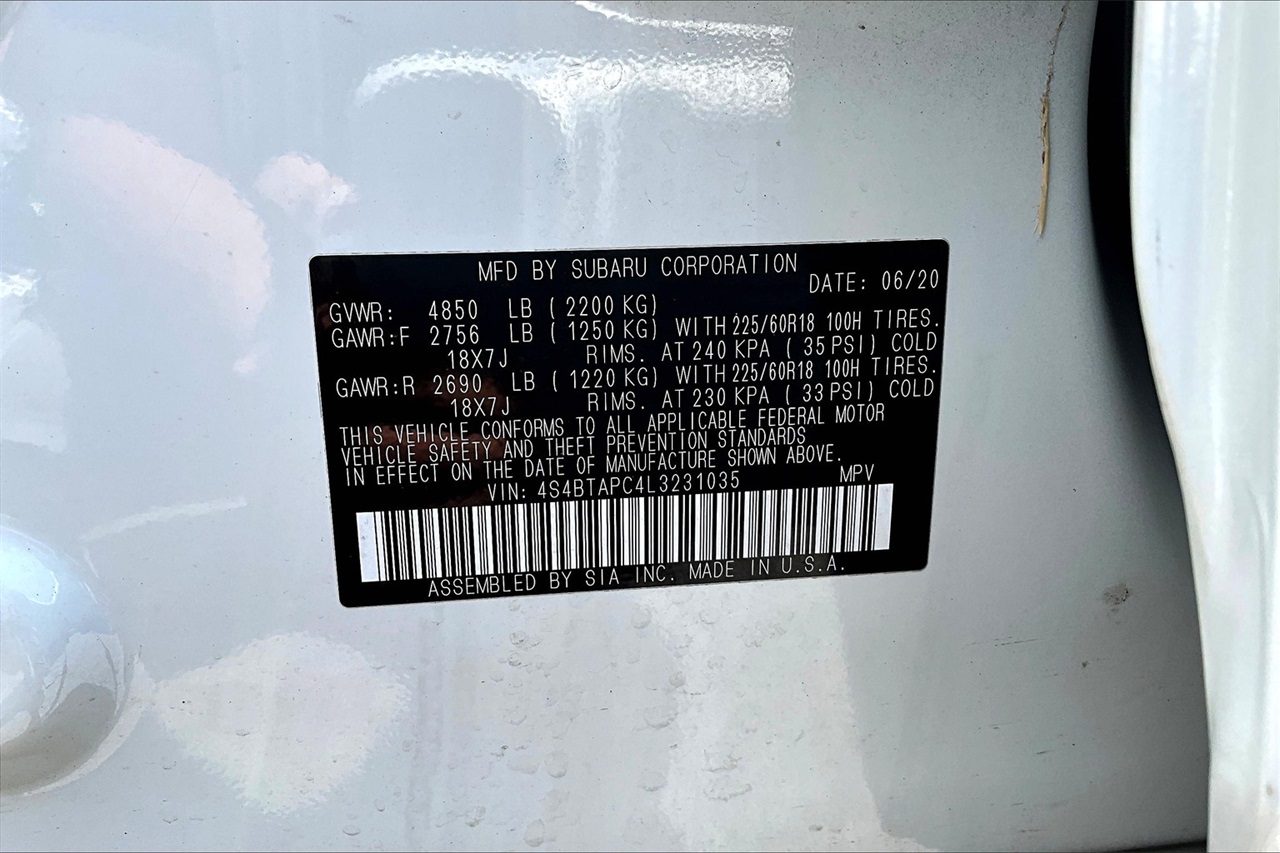 MFD BY SUBARU CORPORATION DATE: 06/20
GVWR: 4850 LB ( 2200 KG)
GAWR:F 2756 LB ( 1250 KG) WITH 225/60R18 100H TIRES.
18X7J RIMS. AT 240 KPA ( 35 PSI) COLD
GAWR:R 2690 LB ( 1220 KG) WITH 225/60R18 100H TIRES.
18X7J RIMS. AT 230 KPA ( 33 PSI) COLD
THIS VEHICLE CONFORMS TO ALL APPLICABLE FEDERAL MOTOR
VEHICLE SAFETY AND THEFT PREVENTION STANDARDS
IN EFFECT ON THE DATE OF MANUFACTURE SHOWN ABOVE.
VIN: 4S4BTAPC4L3231035 MPV
ASSEMBLED BY SIA INC. MADE IN U.S.A.